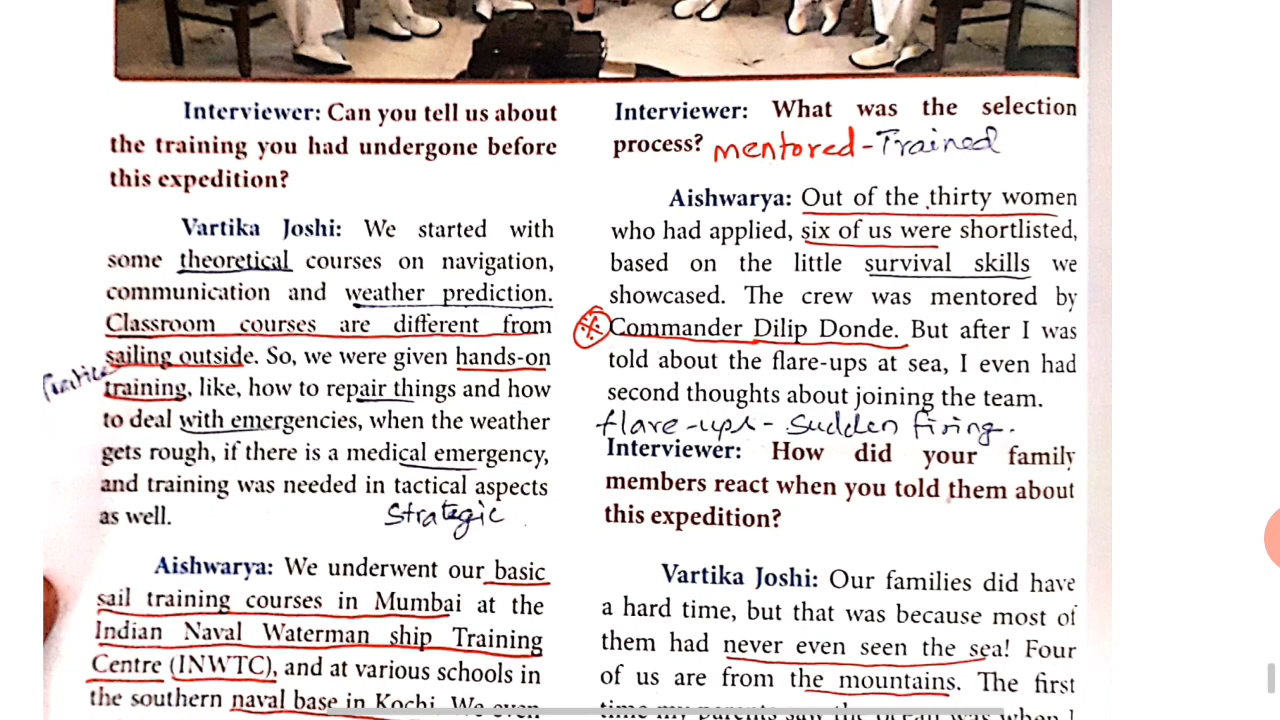 Interviewer: Can you tell us about
the training you had undergone before
this expedition?
Vartika Joshi: We started with
some theoretical courses on navigation,
communication and weather prediction.
Classroom courses are different from
sailing outside. So, we were given hands-on
training, like, how to repair things and how
to deal with emergencies, when the weather
gets rough, if there is a medical emergency,
and training was needed in tactical aspects
as well.
Strategic
Aishwarya: We underwent our basic
sail training courses in Mumbai at the
Indian Naval Waterman ship Training
Centre (INWTC), and at various schools in
the southern naval base in Kochi. We even
Interviewer: What was the selection
process? mentored - Trained
Aishwarya: Out of the thirty women
who had applied, six of us were shortlisted,
based on the little survival skills we
showcased. The crew was mentored by
Commander Dilip Donde. But after I was
told about the flare-ups at sea, I even had
second thoughts about joining the team.
flare-ups - Sudden firing.
Interviewer: How did your family
members react when you told them about
this expedition?
Vartika Joshi: Our families did have
a hard time, but that was because most of
them had never even seen the sea! Four
of us are from the mountains. The first
time my parents saw the ocean was when I